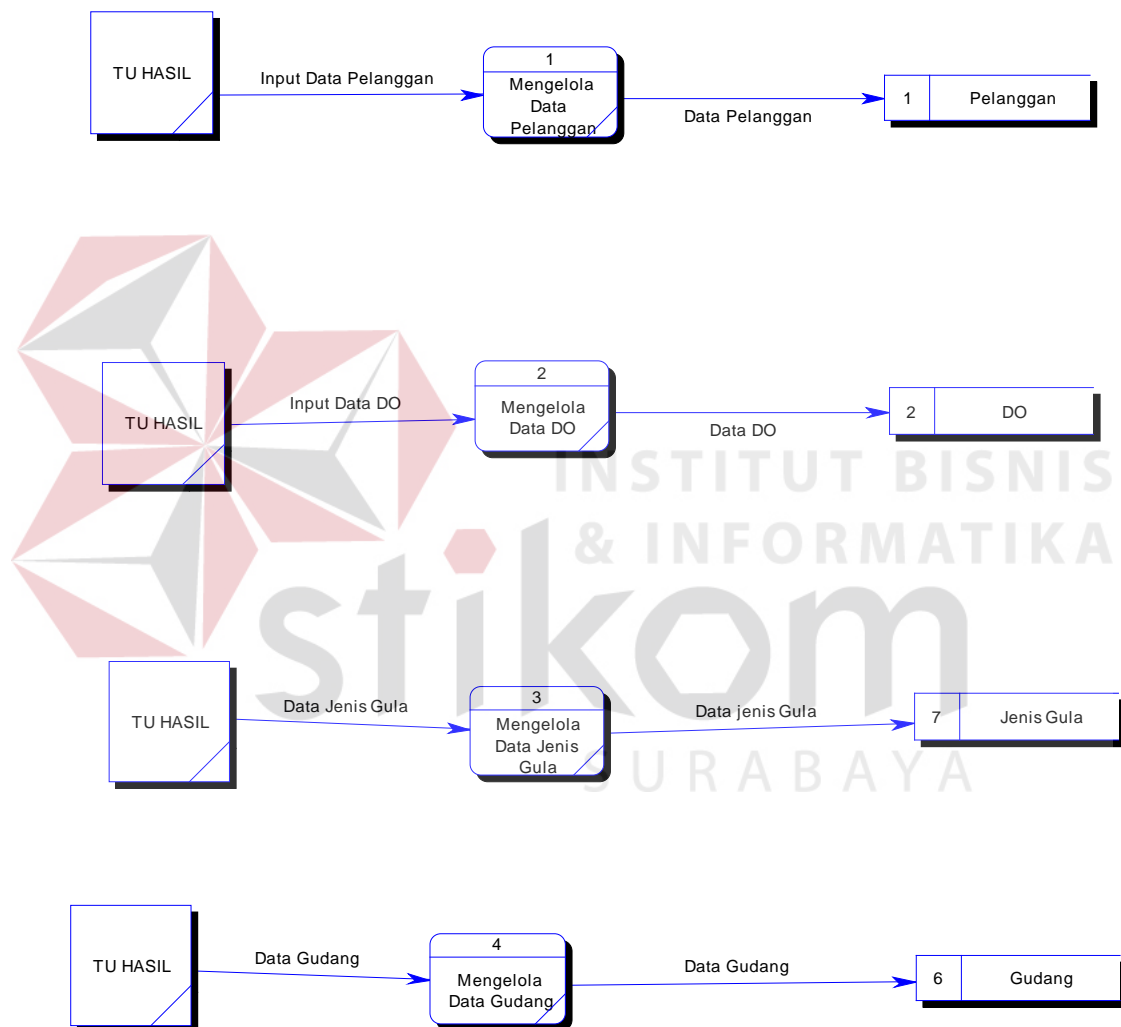 TU HASIL
Input Data Pelanggan
1
Mengelola
Data
Pelanggan
Data Pelanggan
1
Pelanggan
TU HASIL
Input Data DO
2
Mengelola
Data DO
Data DO
2
DO
INSTITUT BISNIS
& INFORMATIKA
stikom
SURABAYA
TU HASIL
Data Jenis Gula
3
Mengelola
Data Jenis
Gula
Data jenis Gula
7
Jenis Gula
TU HASIL
Data Gudang
4
Mengelola
Data Gudang
Data Gudang
6
Gudang